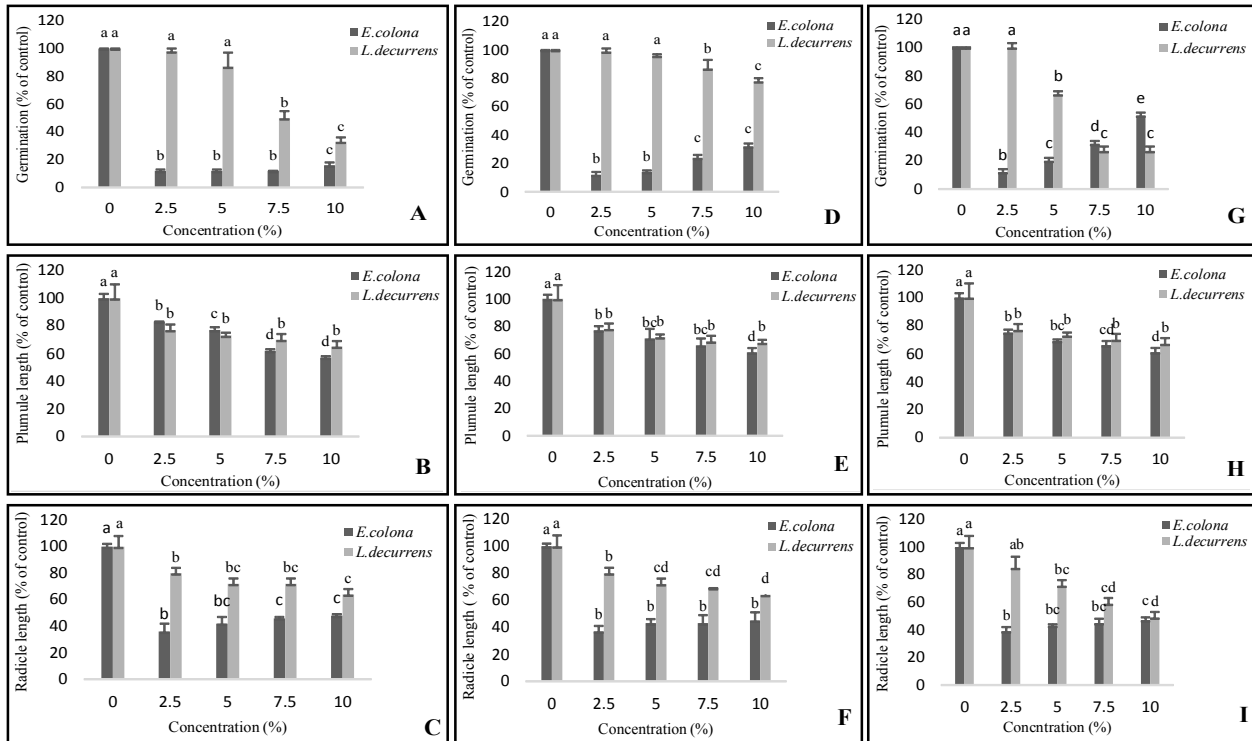 120
100
80
60
40
20
0
Germination (% of control)
a a
a
b
a
b
b
b
c
c
E.colona
L.decurrens
0 2.5 5 7.5 10
Concentration (%)
A
120
100
80
60
40
20
0
Germination (% of control)
a a
a
b
a
b
b
c
c
c
E.colona
L.decurrens
0 2.5 5 7.5 10
Concentration (%)
D
120
100
80
60
40
20
0
Germination (% of control)
a a
a
b
b
c
d
c
e
c
E.colona
L.decurrens
0 2.5 5 7.5 10
Concentration (%)
G
120
100
80
60
40
20
0
Plumule length (% of control)
a a
b b
c b
d b
d b
E.colona
L.decurrens
0 2.5 5 7.5 10
Concentration (%)
B
120
100
80
60
40
20
0
Plumule length (% of control)
a a
b b
bc b
bc b
d b
E.colona
L.decurrens
0 2.5 5 7.5 10
Concentration (%)
E
120
100
80
60
40
20
0
Plumule length (% of control)
a a
b b
bc b
cd b
d b
E.colona
L.decurrens
0 2.5 5 7.5 10
Concentration (%)
H
120
100
80
60
40
20
0
Radicle length (% of control)
a a
b
b
bc
bc
bc
c
c
c
E.colona
L.decurrens
0 2.5 5 7.5 10
Concentration (%)
C
120
100
80
60
40
20
0
Radicle length ( % of control)
a a
b
b
cd
b
cd
b
d
b
E.colona
L.decurrens
0 2.5 5 7.5 10
Concentration (%)
F
120
100
80
60
40
20
0
Radicle length (% of control)
a a
ab
b
bc
bc
cd
bc
c d
E.colona
L.decurrens
0 2.5 5 7.5 10
Concentration (%)
I